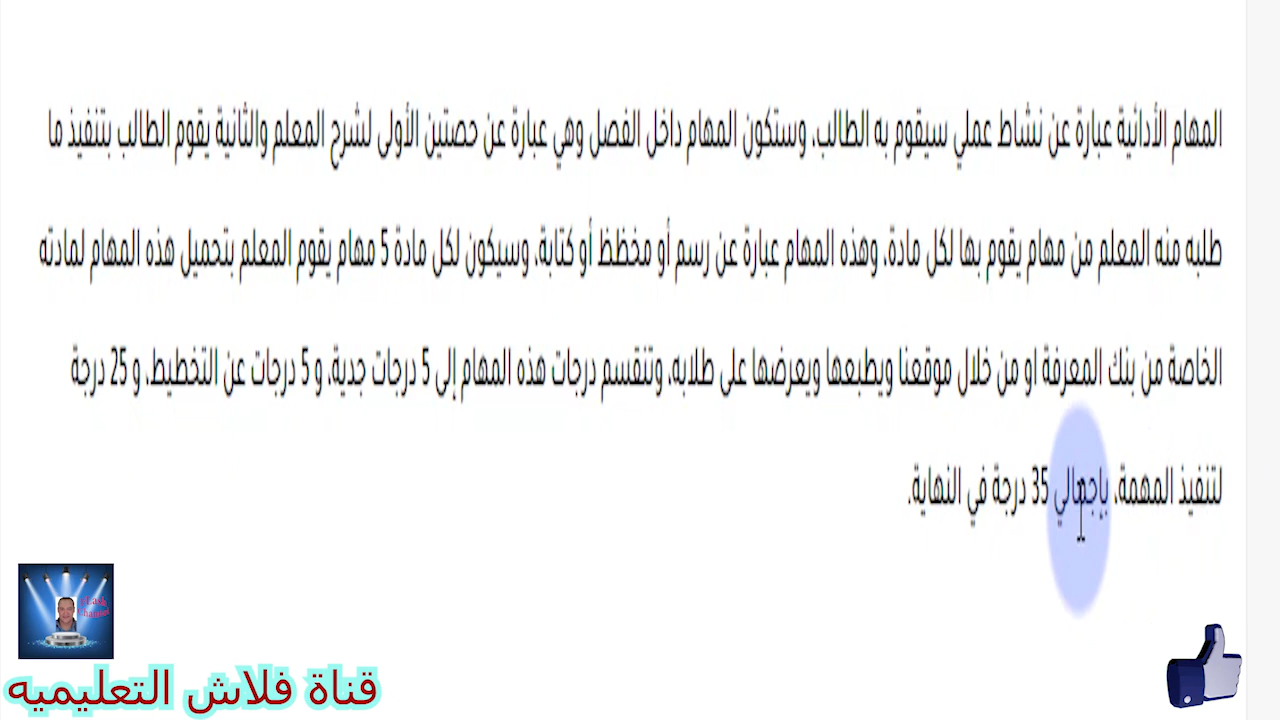 المهام الأدائية عبارة عن نشاط عملي سيقوم به الطالب، وستكون المهام داخل الفصل وهي عبارة عن حصتين الأولى لشرح المعلم والثانية يقوم الطالب بتنفيذ ما
طلبه منه المعلم من مهام يقوم بها لكل مادة، وهذه المهام عبارة عن رسم أو مخطط أو كتابة، وسيكون لكل مادة 5 مهام يقوم المعلم بتحميل هذه المهام لمادته
الخاصة من بنك المعرفة او من خلال موقعنا ويطبعها ويعرضها على طلابه، وتنقسم درجات هذه المهام إلى 5 درجات جدية، و 5 درجات عن التخطيط، و 25 درجة
لتنفيذ المهمة، بإجمالي 35 درجة في النهاية.
قناة فلاش التعليميه